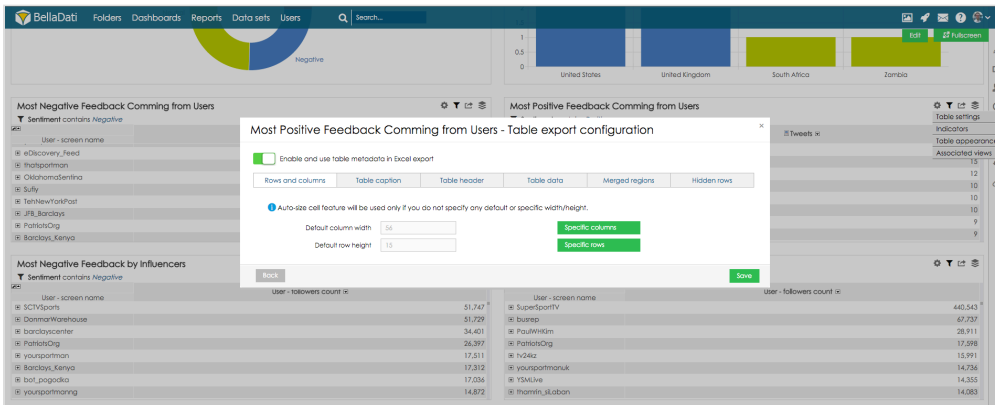 BellaDati Folders Dashboards Reports Data sets Users Search...
Edit Fullscreen
Negative
1
0.5
0
United States United Kingdom South Africa Zambia
Most Negative Feedback Comming from Users
Sentiment contains Negative
User - screen name
eDiscovery_Feed
thatsportman
OklahomaSentina
Sufiy
TehNewYorkPost
JFB_Barclays
PatriotsOrg
Barclays_Kenya
Most Positive Feedback Comming from Users
Tweets
15
12
10
10
10
9
9
Table settings
Indicators
Table appearance
Associated views
Most Positive Feedback Comming from Users - Table export configuration
×
Enable and use table metadata in Excel export
Rows and columns Table caption Table header Table data Merged regions Hidden rows
Auto-size cell feature will be used only if you do not specify any default or specific width/height.
Default column width 56 Specific columns
Default row height 15 Specific rows
Back Save
Most Negative Feedback by Influencers
Sentiment contains Negative
User - followers count
User - screen name
SCTVSports 51,747
DonmarWarehouse 51,729
barclayscenter 34,401
PatriotsOrg 26,397
yoursportman 17,511
Barclays_Kenya 17,312
bot_pogodka 17,036
yoursportmanng 14,872
User - followers count
User - screen name
SuperSportTV 440,543
busrep 67,737
PaulWHKim 28,911
PatriotsOrg 17,598
tv24kz 15,991
yoursportmanuk 14,736
YSMLive 14,355
thamrin_siLaban 14,083